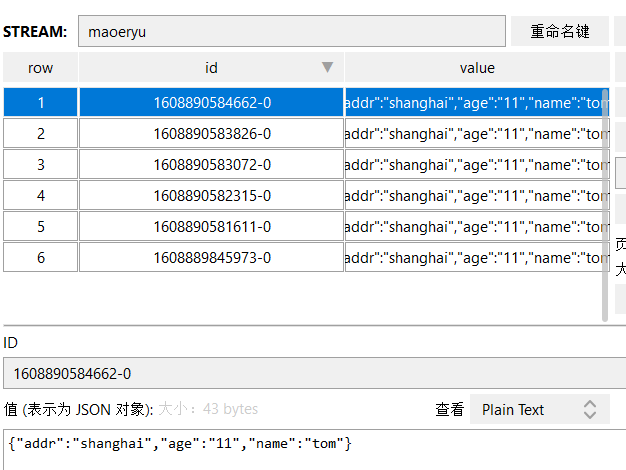 STREAM: maoeryu 重命名键
row id value
1 1608890584662-0 addr":"shanghai","age":"11","name":"tom
2 1608890583826-0 addr":"shanghai","age":"11","name":"tom
3 1608890583072-0 addr":"shanghai","age":"11","name":"tom
4 1608890582315-0 addr":"shanghai","age":"11","name":"tom
5 1608890581611-0 addr":"shanghai","age":"11","name":"tom
6 1608889845973-0 addr":"shanghai","age":"11","name":"tom
页
大
ID
1608890584662-0
值 (表示为 JSON 对象): 大小: 43 bytes 查看 Plain Text
{"addr":"shanghai","age":"11","name":"tom"}